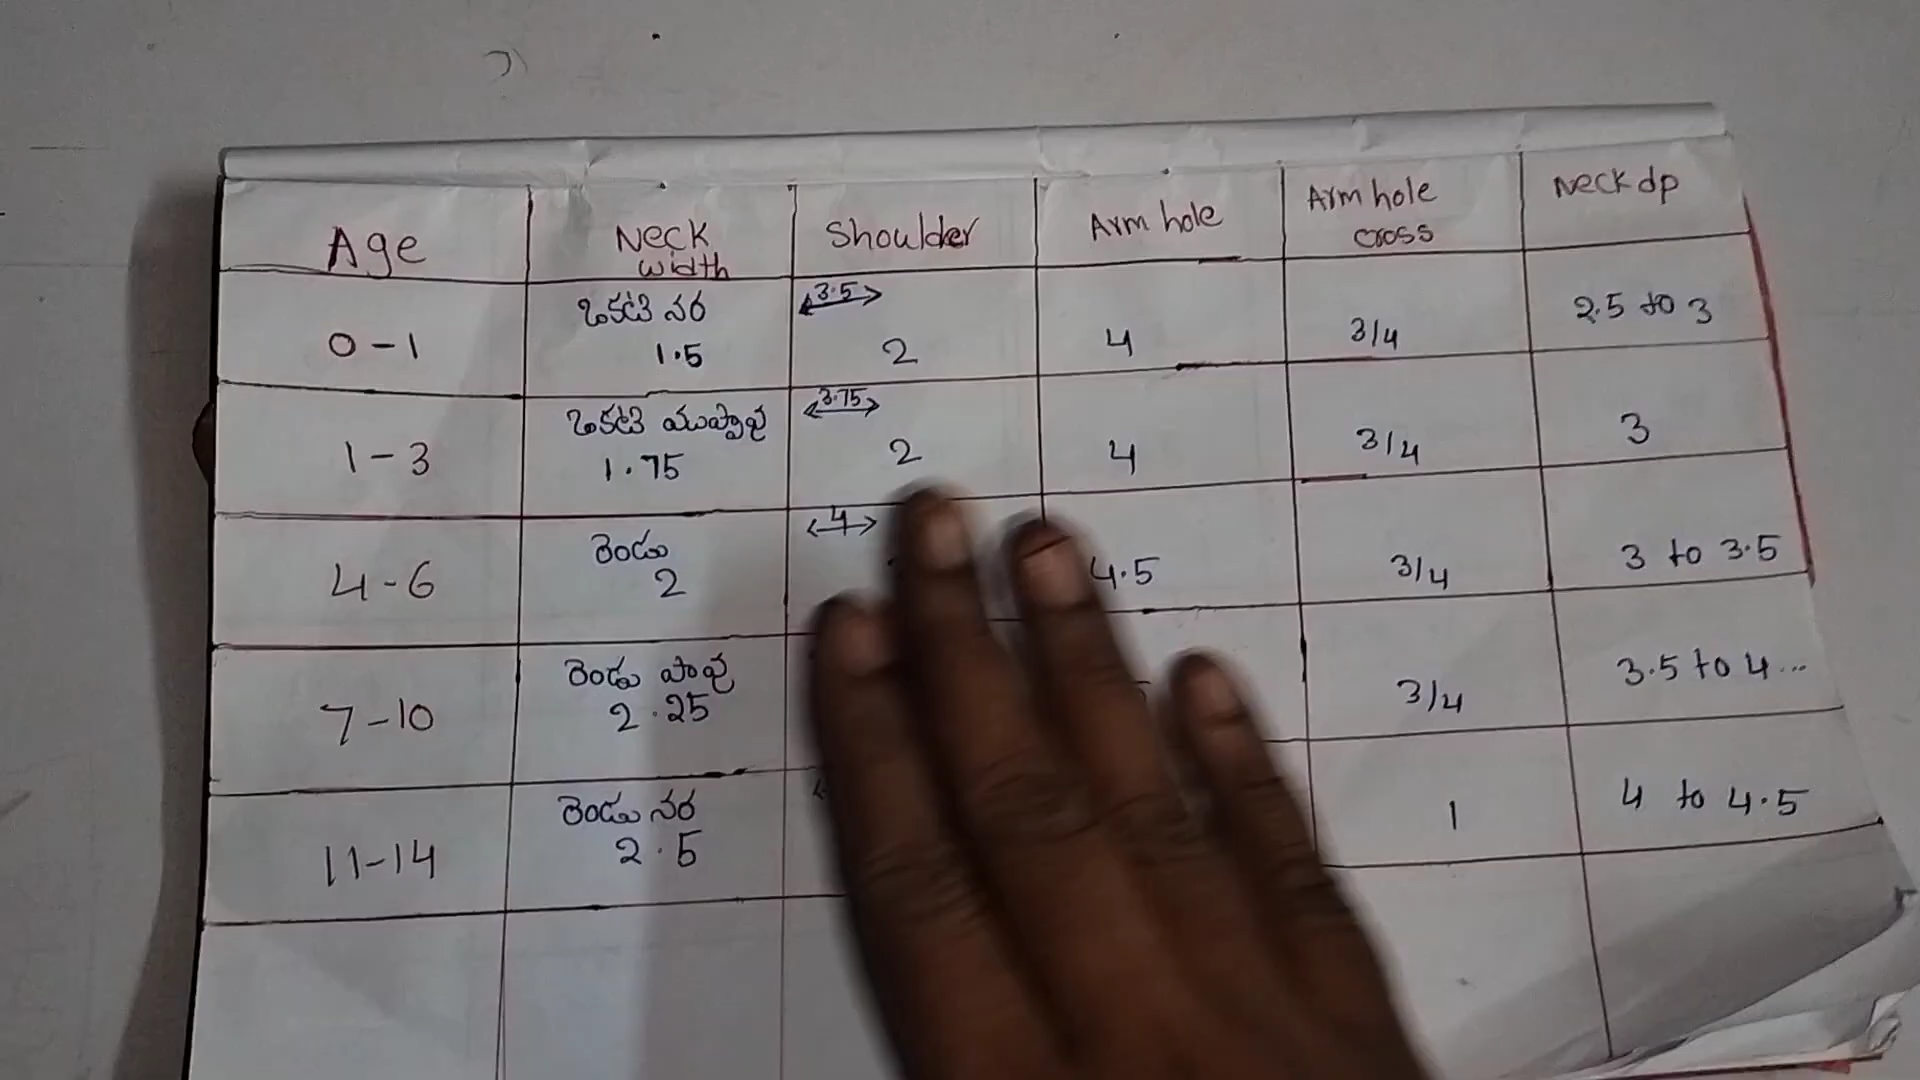 Age
Neck
width
Shoulder
Arm hole
Arm hole
cross
Neck dp
0-1
ఒకటి నర
1.5
3.5
2
4
3/4
2.5 to 3
1-3
ఒకటి ముప్పావు
1.75
3.75
2
4
3/4
3
4-6
రెండు
2
4
4.5
3/4
3 to 3.5
7-10
రెండు పావు
2.25
3/4
3.5 to 4...
11-14
రెండు నర
2.5
1
4 to 4.5